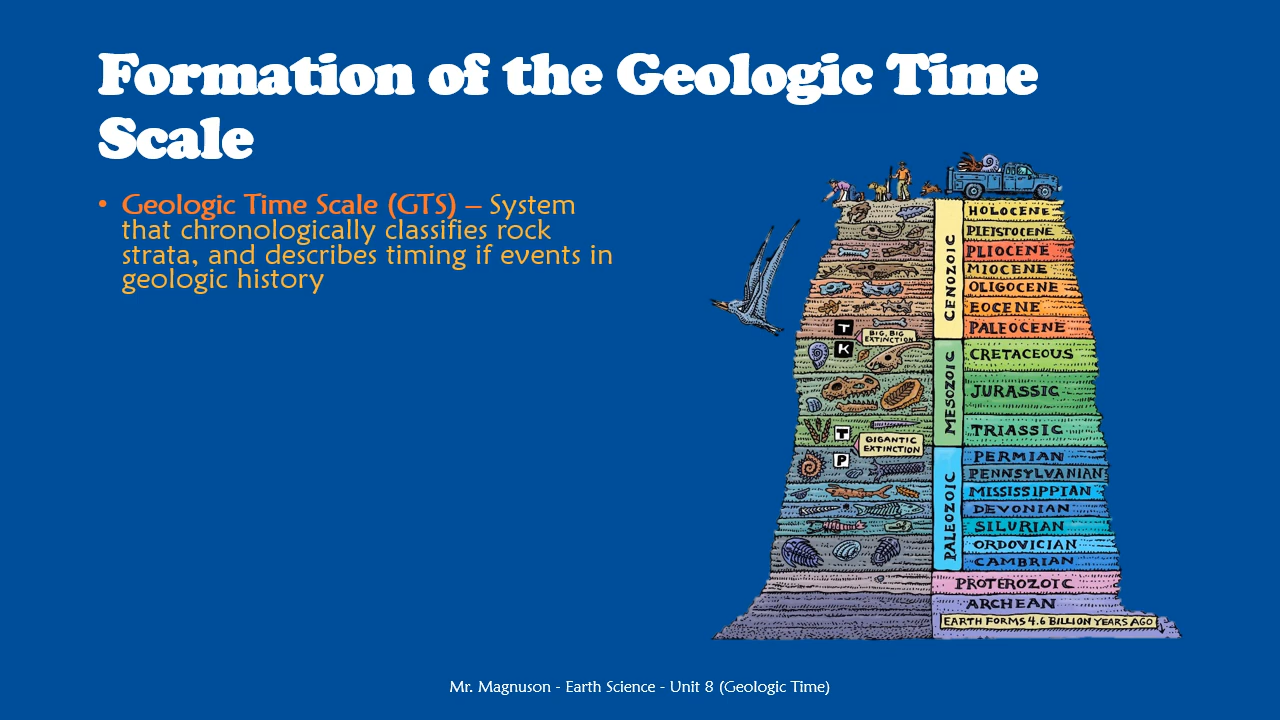 Formation of the Geologic Time
Scale
• Geologic Time Scale (GTS) – System
that chronologically classifies rock
strata, and describes timing if events in
geologic history
HOLOCENE
PLEISTOCENE
PLIOCENE
MIOCENE
OLIGOCENE
EOCENE
PALEOCENE
CENOZOIC
T
BIG, BIG
EXTINCTION
K
CRETACEOUS
JURASSIC
TRIASSIC
MESOZOIC
T
GIGANTIC
EXTINCTION
P
PERMIAN
PENNSYLVANIAN
MISSISSIPPIAN
DEVONIAN
SILURIAN
ORDOVICIAN
CAMBRIAN
PALEOZOIC
PROTEROZOIC
ARCHEAN
EARTH FORMS 4.6 BILLION YEARS AGO
Mr. Magnuson - Earth Science - Unit 8 (Geologic Time)